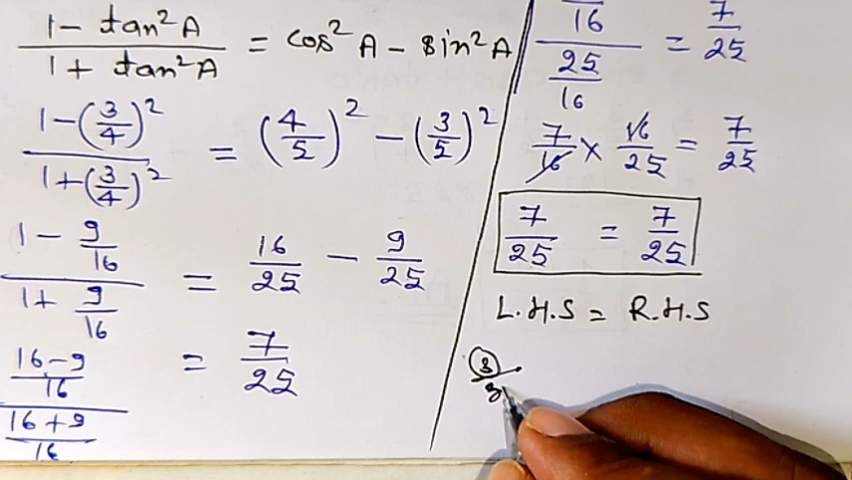 1 - tan²A / 1 + tan²A = cos²A - sin²A
1-(3/4)² / 1+(3/4)² = (4/5)² - (3/5)²
1 - 9/16 / 1 + 9/16 = 16/25 - 9/25
16-9/16 / 16+9/16 = 7/25
16 / 25/16 = 7/25
7/16 × 16/25 = 7/25
7/25 = 7/25
L.H.S = R.H.S
3